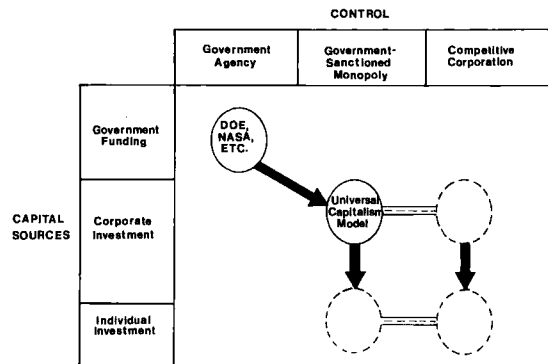 CONTROL
Government
Agency
Government-
Sanctioned
Monopoly
Competitive
Corporation
Government
Funding
DOE,
NASA,
ETC.
CAPITAL
SOURCES
Corporate
Investment
Universal
Capitalism
Model
Individual
Investment